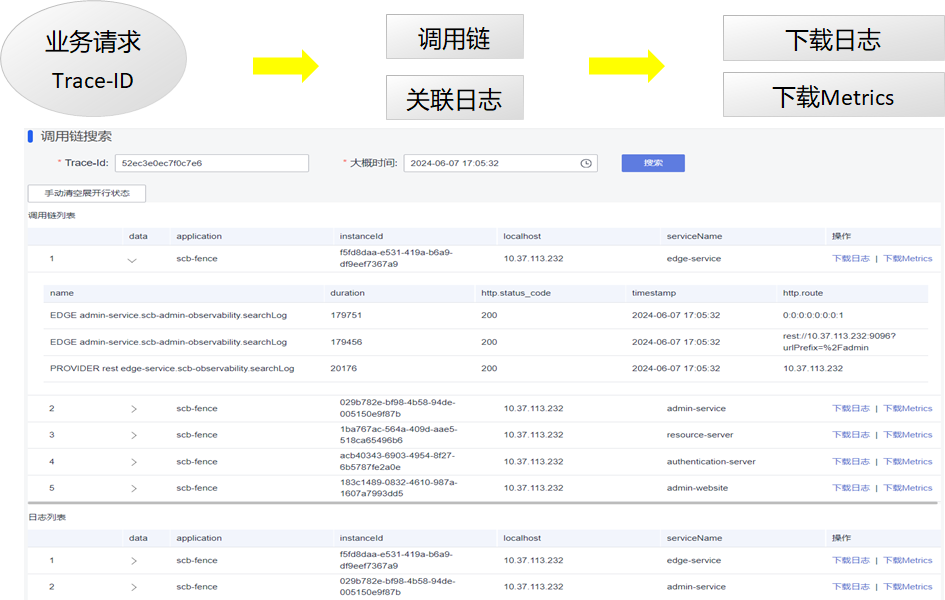 业务请求
Trace-ID
调用链
关联日志
下载日志
下载Metrics
调用链搜索
* Trace-Id: 52ec3e0ec7f0c7e6 * 大概时间: 2024-06-07 17:05:32 搜索
手动清空展开行状态
调用链列表
data application instanceId localhost serviceName 操作
1 scb-fence f5fd8daa-e531-419a-b6a9-df9eef7367a9 10.37.113.232 edge-service 下载日志 | 下载Metrics
name duration http.status_code timestamp http.route
EDGE admin-service.scb-admin-observability.searchLog 179751 200 2024-06-07 17:05:32 0:0:0:0:0:0:0:1
EDGE admin-service.scb-admin-observability.searchLog 179456 200 2024-06-07 17:05:32 rest://10.37.113.232:9096?urlPrefix=%2Fadmin
PROVIDER rest edge-service.scb-observability.searchLog 20176 200 2024-06-07 17:05:32 10.37.113.232
2 scb-fence 029b782e-bf98-4b58-94de-005150e9f87b 10.37.113.232 admin-service 下载日志 | 下载Metrics
3 scb-fence 1ba767ac-564a-409d-aae5-518ca65496b6 10.37.113.232 resource-server 下载日志 | 下载Metrics
4 scb-fence acb40343-6903-4954-8f27-6b5787fe2a0e 10.37.113.232 authentication-server 下载日志 | 下载Metrics
5 scb-fence 183c1489-0832-4610-987a-1607a7993dd5 10.37.113.232 admin-website 下载日志 | 下载Metrics
日志列表
data application instanceId localhost serviceName 操作
1 scb-fence f5fd8daa-e531-419a-b6a9-df9eef7367a9 10.37.113.232 edge-service 下载日志 | 下载Metrics
2 scb-fence 029b782e-bf98-4b58-94de-005150e9f87b 10.37.113.232 admin-service 下载日志 | 下载Metrics